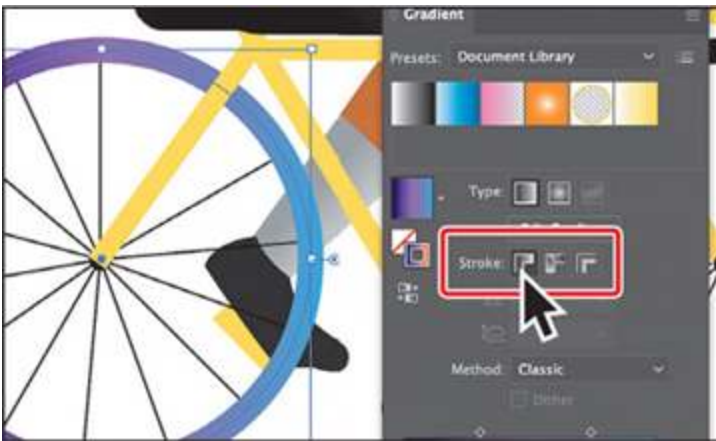 Gradient
Presets: Document Library
Type:
Stroke:
Method: Classic
Dither